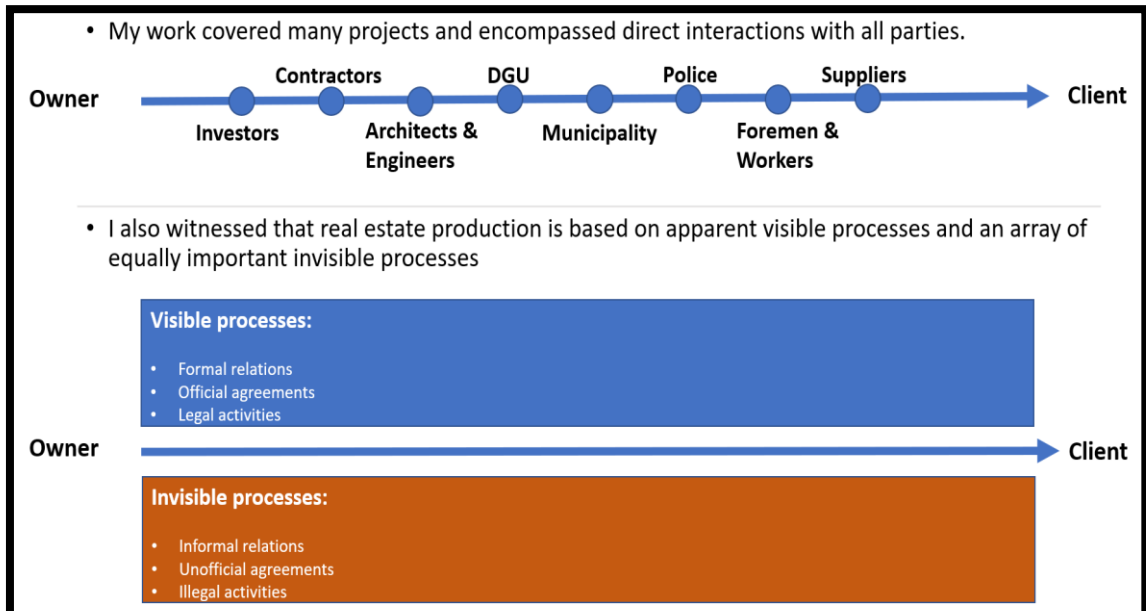 • My work covered many projects and encompassed direct interactions with all parties.
Contractors DGU Police Suppliers
Owner Client
Investors Architects & Municipality Foremen &
Engineers Workers
• I also witnessed that real estate production is based on apparent visible processes and an array of
equally important invisible processes
Visible processes:
• Formal relations
• Official agreements
• Legal activities
Owner Client
Invisible processes:
• Informal relations
• Unofficial agreements
• Illegal activities